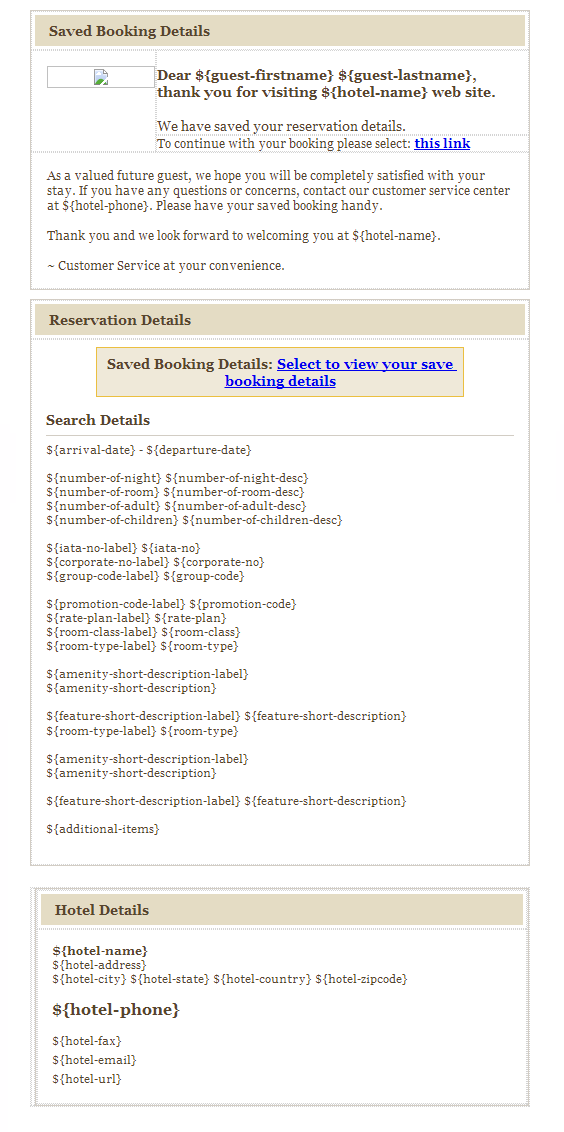 Saved Booking Details
Dear ${guest-firstname} ${guest-lastname},
thank you for visiting ${hotel-name} web site.
We have saved your reservation details.
To continue with your booking please select: this link
As a valued future guest, we hope you will be completely satisfied with your
stay. If you have any questions or concerns, contact our customer service center
at ${hotel-phone}. Please have your saved booking handy.
Thank you and we look forward to welcoming you at ${hotel-name}.
~ Customer Service at your convenience.
Reservation Details
Saved Booking Details: Select to view your save
booking details
Search Details
${arrival-date} - ${departure-date}
${number-of-night} ${number-of-night-desc}
${number-of-room} ${number-of-room-desc}
${number-of-adult} ${number-of-adult-desc}
${number-of-children} ${number-of-children-desc}
${iata-no-label} ${iata-no}
${corporate-no-label} ${corporate-no}
${group-code-label} ${group-code}
${promotion-code-label} ${promotion-code}
${rate-plan-label} ${rate-plan}
${room-class-label} ${room-class}
${room-type-label} ${room-type}
${amenity-short-description-label}
${amenity-short-description}
${feature-short-description-label} ${feature-short-description}
${room-type-label} ${room-type}
${amenity-short-description-label}
${amenity-short-description}
${feature-short-description-label} ${feature-short-description}
${additional-items}
Hotel Details
${hotel-name}
${hotel-address}
${hotel-city} ${hotel-state} ${hotel-country} ${hotel-zipcode}
${hotel-phone}
${hotel-fax}
${hotel-email}
${hotel-url}